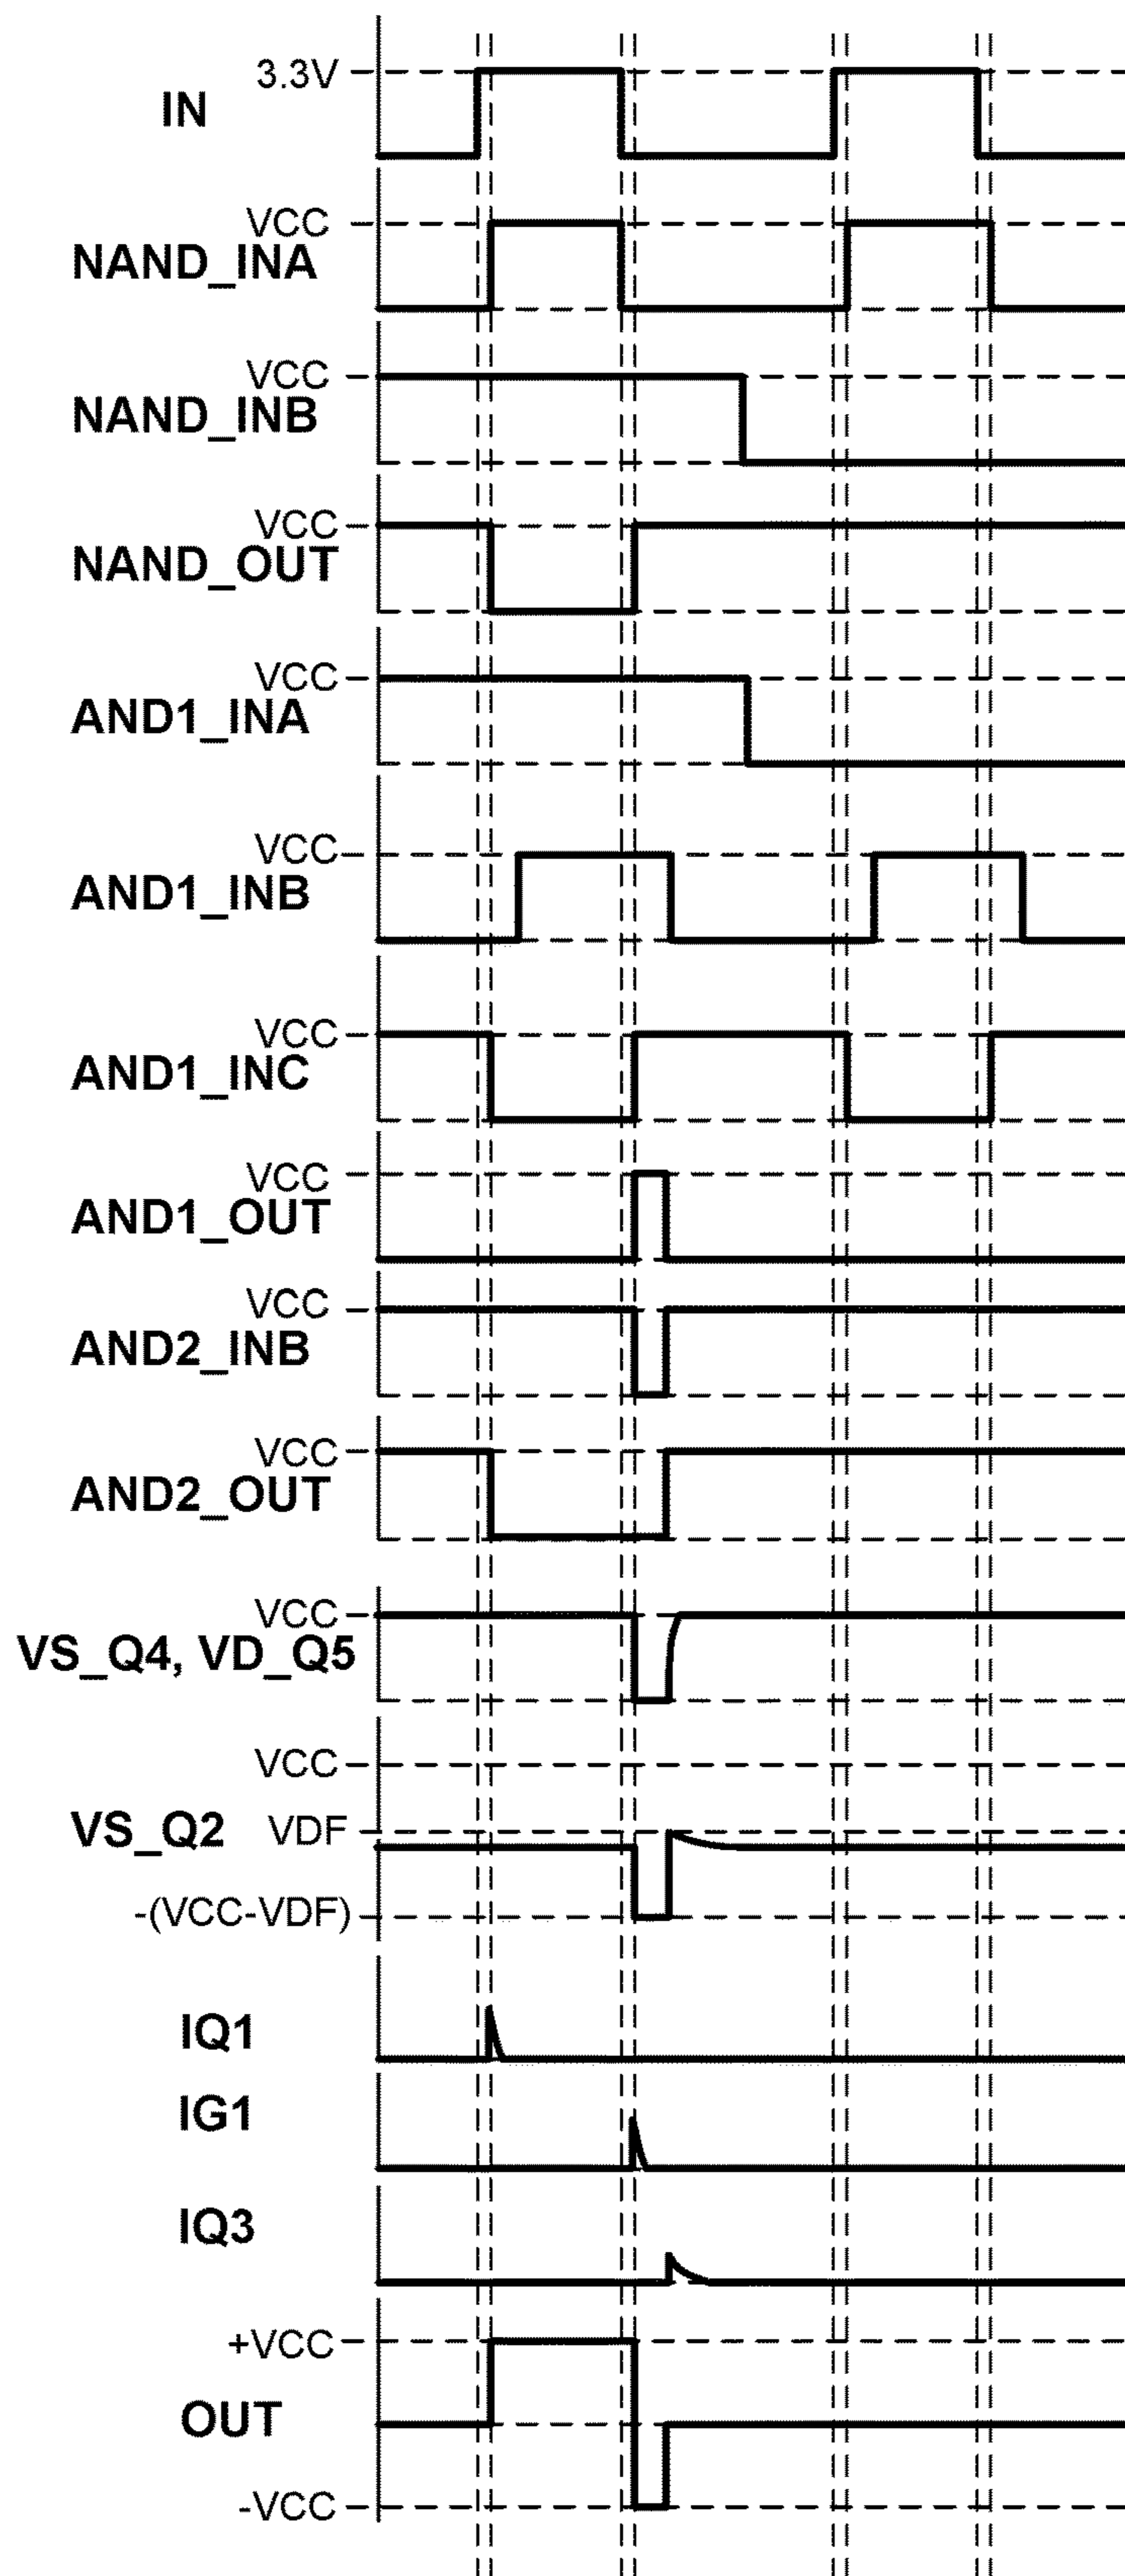 3.3V
IN
VCC
NAND_INA
VCC
NAND_INB
VCC
NAND_OUT
VCC
AND1_INA
VCC
AND1_INB
VCC
AND1_INC
VCC
AND1_OUT
VCC
AND2_INB
VCC
AND2_OUT
VCC
VS_Q4, VD_Q5
VCC
VS_Q2 VDF
-(VCC-VDF)
IQ1
IG1
IQ3
+VCC
OUT
-VCC